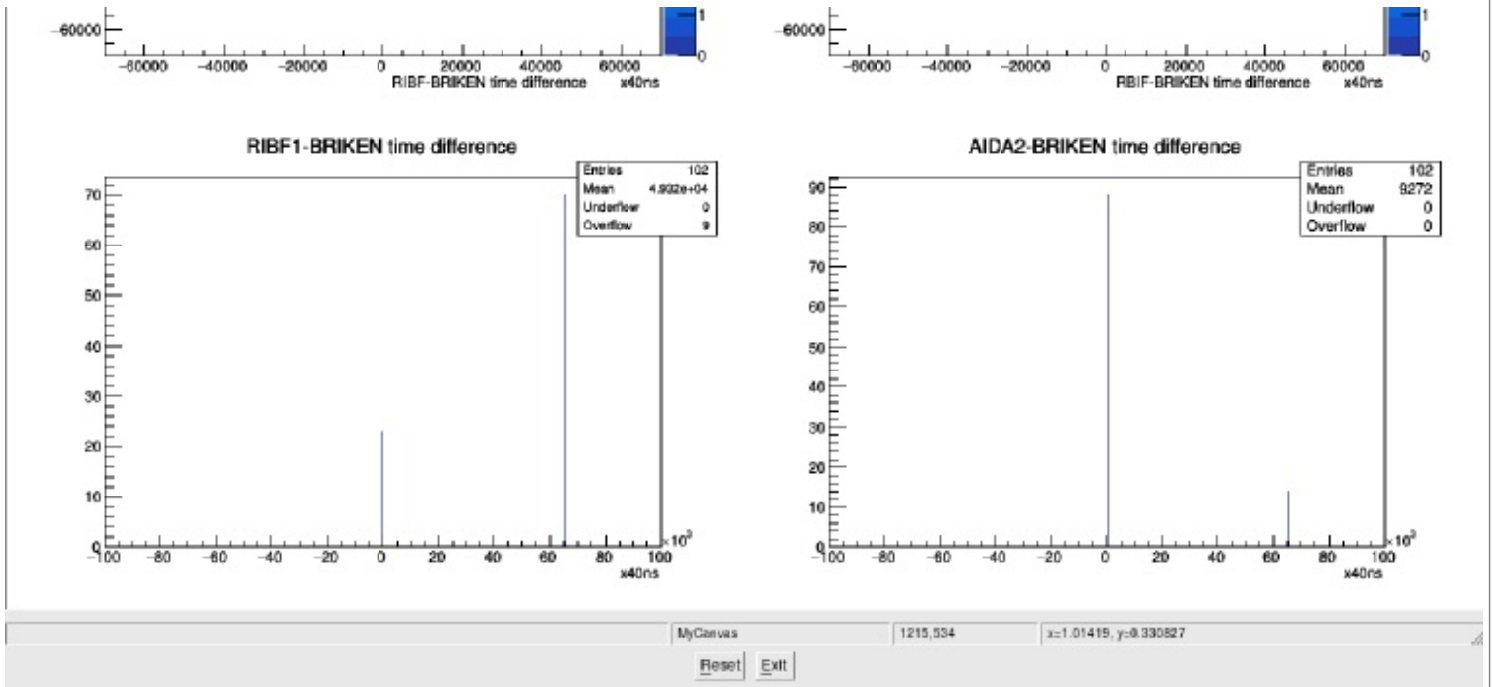 1
1
-60000
-60000
0
0
-60000 -40000 -20000 0 20000 40000 60000
-60000 -40000 -20000 0 20000 40000 60000
RIBF-BRIKEN time difference x40ns
RBIF-BRIKEN time difference x40ns
RIBF1-BRIKEN time difference
AIDA2-BRIKEN time difference
Entries 102
Mean 4.932e+04
Underflow 0
Overflow 9
Entries 102
Mean 9272
Underflow 0
Overflow 0
70
60
50
40
30
20
10
0
-100 -80 -60 -40 -20 0 20 40 60 80 100
×10³
x40ns
90
80
70
60
50
40
30
20
10
0
-100 -80 -60 -40 -20 0 20 40 60 80 100
×10³
x40ns
MyCanvas 1215,534 x=1.01419, y=0.330827
Reset Exit